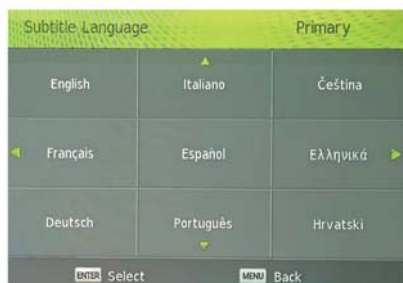 Subtitle Language Primary
English Italiano Čeština
Français Español Ελληνικά
Deutsch Português Hrvatski
ENTER Select MENU Back